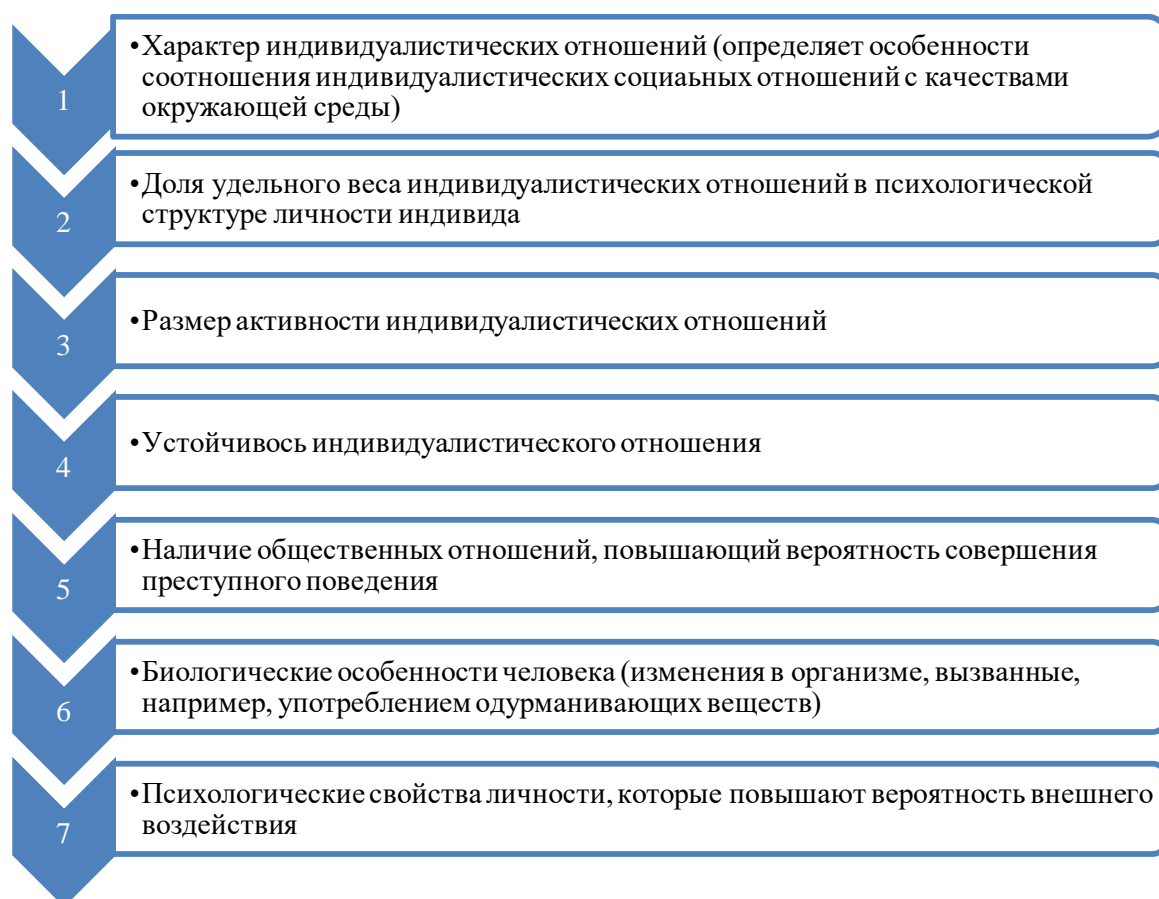 1
•Характер индивидуалистических отношений (определяет особенности
соотношения индивидуалистических социаьных отношений с качествами
окружающей среды)
2
•Доля удельного веса индивидуалистических отношений в психологической
структуре личности индивида
3
•Размер активности индивидуалистических отношений
4
•Устойчивось индивидуалистического отношения
5
•Наличие общественных отношений, повышающий вероятность совершения
преступного поведения
6
•Биологические особенности человека (изменения в организме, вызванные,
например, употреблением одурманивающих веществ)
7
•Психологические свойства личности, которые повышают вероятность внешнего
воздействия